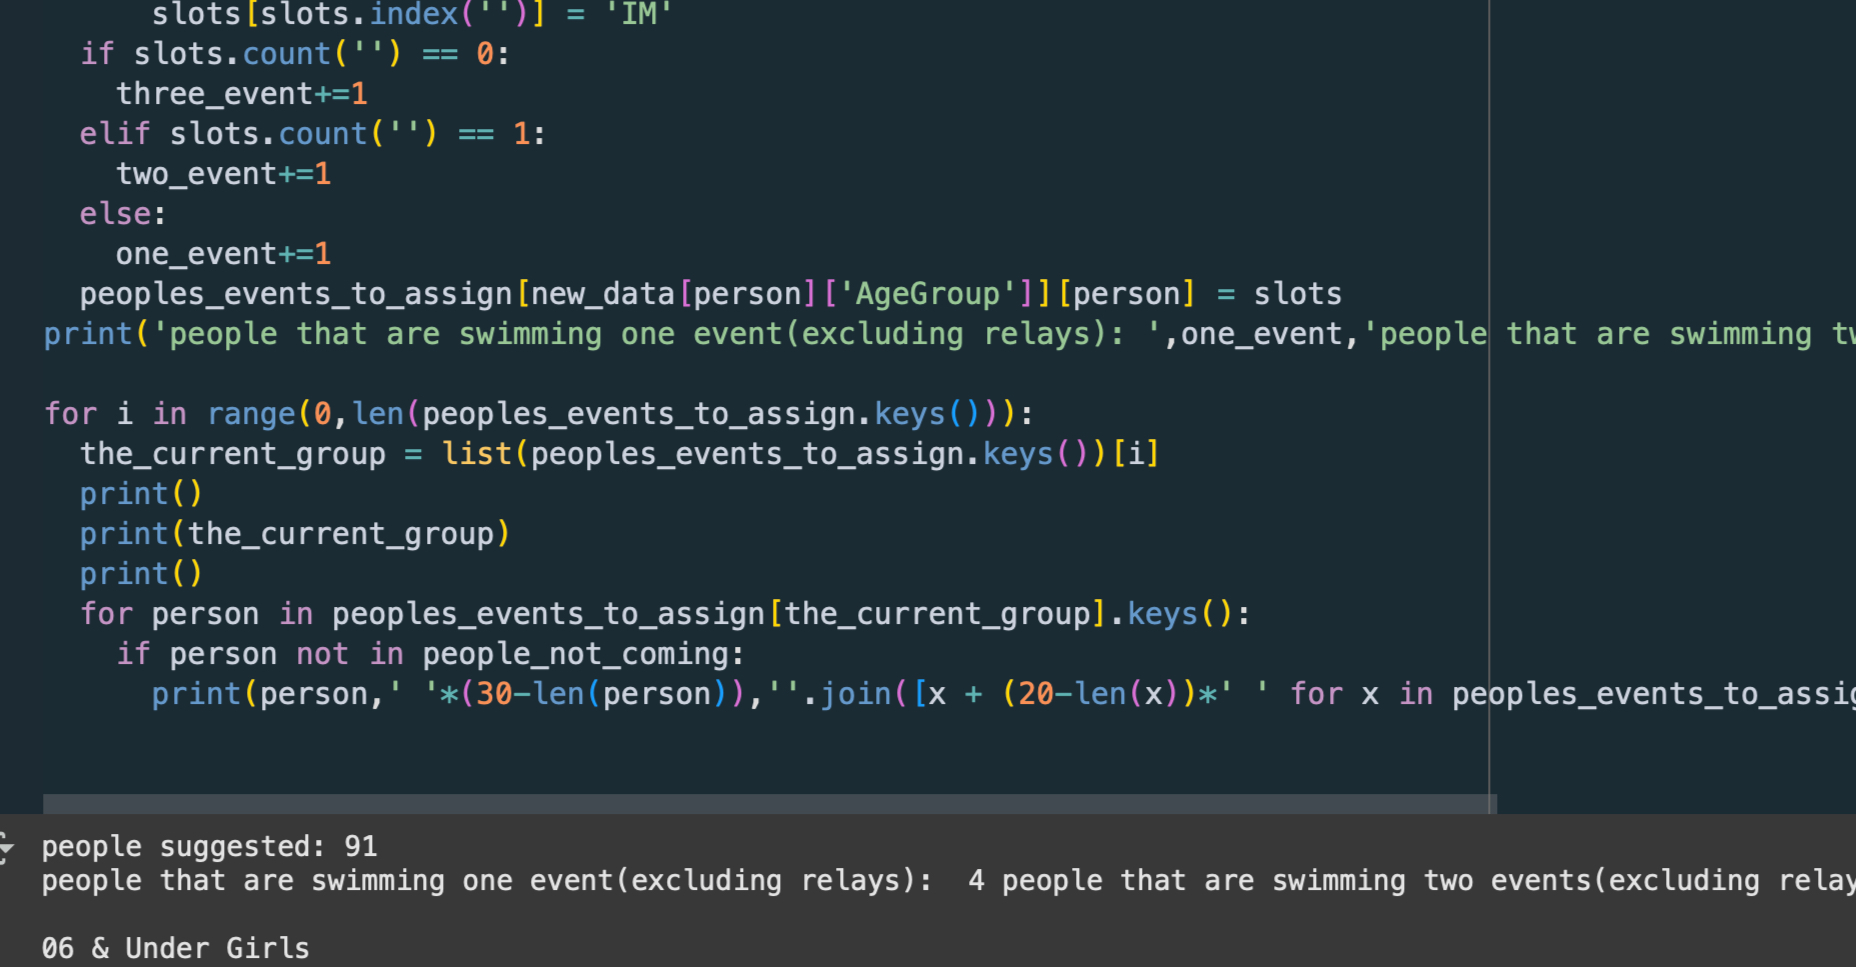 slots[slots.index('')] = 'IM'
if slots.count('') == 0:
three_event+=1
elif slots.count('') == 1:
two_event+=1
else:
one_event+=1
peoples_events_to_assign[new_data[person]['AgeGroup']][person] = slots
print('people that are swimming one event(excluding relays): ',one_event,'people that are swimming tw
for i in range(0,len(peoples_events_to_assign.keys())):
the_current_group = list(peoples_events_to_assign.keys())[i]
print()
print(the_current_group)
print()
for person in peoples_events_to_assign[the_current_group].keys():
if person not in people_not_coming:
print(person,' '*(30-len(person)),''.join([x + (20-len(x))*' ' for x in peoples_events_to_assig
people suggested: 91
people that are swimming one event(excluding relays):  4 people that are swimming two events(excluding relay
06 & Under Girls